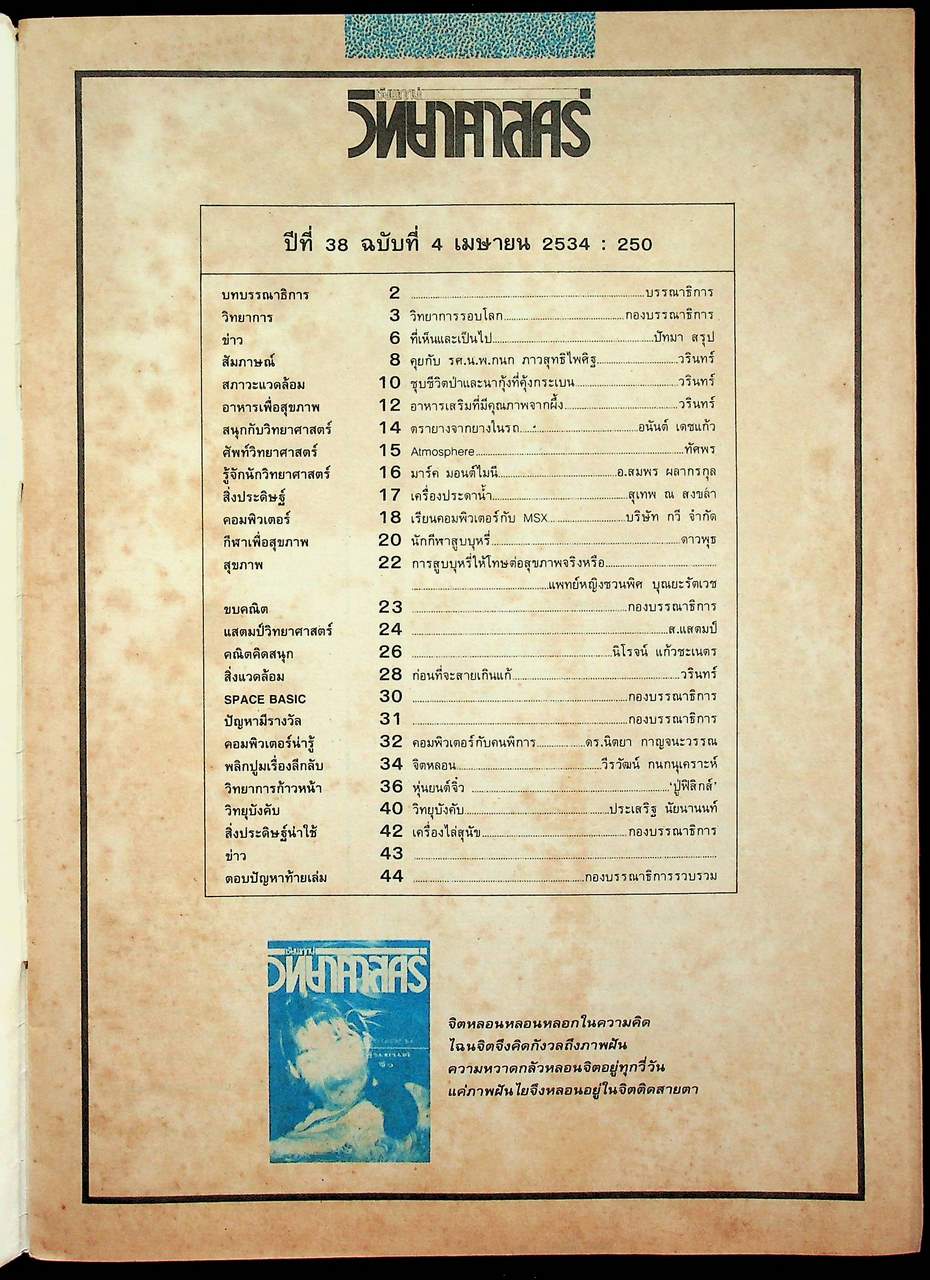 ชัยพฤกษ์
วิทยาศาสตร์
ปีที่ 38 ฉบับที่ 4 เมษายน 2534 : 250
บทบรรณาธิการ 2 บรรณาธิการ
วิทยาการ 3 วิทยาการรอบโลก กองบรรณาธิการ
ข่าว 6 ที่เห็นและเป็นไป ปัทมา สรุป
สัมภาษณ์ 8 คุยกับ รศ.น.พ.กนก ภาวสุทธิไพศิฐ วรินทร์
สภาวะแวดล้อม 10 ชุบชีวิตป่าและนากุ้งที่คุ้งกระเบน วรินทร์
อาหารเพื่อสุขภาพ 12 อาหารเสริมที่มีคุณภาพจากผึ้ง วรินทร์
สนุกกับวิทยาศาสตร์ 14 ตรายางจากยางในรถ อนันต์ เดชแก้ว
ศัพท์วิทยาศาสตร์ 15 Atmosphere ทัศพร
รู้จักนักวิทยาศาสตร์ 16 มาร์ค มอนต์ไมนี อ.สมพร ผลากรกุล
สิ่งประดิษฐ์ 17 เครื่องประดาน้ำ สุเทพ ณ สงขลา
คอมพิวเตอร์ 18 เรียนคอมพิวเตอร์กับ MSX บริษัท กวี จำกัด
กีฬาเพื่อสุขภาพ 20 นักกีฬาสูบบุหรี่ ดาวพุธ
สุขภาพ 22 การสูบบุหรี่ให้โทษต่อสุขภาพจริงหรือ
แพทย์หญิงชวนพิศ บุณยะรัตเวช
ขบคณิต 23 กองบรรณาธิการ
แสตมป์วิทยาศาสตร์ 24 ส.แสตมป์
คณิตคิดสนุก 26 นิโรจน์ แก้วชะเนตร
สิ่งแวดล้อม 28 ก่อนที่จะสายเกินแก้ วรินทร์
SPACE BASIC 30 กองบรรณาธิการ
ปัญหามีรางวัล 31 กองบรรณาธิการ
คอมพิวเตอร์น่ารู้ 32 คอมพิวเตอร์กับคนพิการ ดร.นิตยา กาญจนะวรรณ
พลิกปูมเรื่องลึกลับ 34 จิตหลอน วีรวัฒน์ กนกนุเคราะห์
วิทยาการก้าวหน้า 36 หุ่นยนต์จิ๋ว 'ปู่ฟิสิกส์'
วิทยุบังคับ 40 วิทยุบังคับ ประเสริฐ นัยนานนท์
สิ่งประดิษฐ์น่าใช้ 42 เครื่องไล่สุนัข กองบรรณาธิการ
ข่าว 43
ตอบปัญหาท้ายเล่ม 44 กองบรรณาธิการรวบรวม
ชัยพฤกษ์
วิทยาศาสตร์
จิตหลอนหลอนหลอกในความคิด
ไฉนจิตจึงคิดกังวลถึงภาพฝัน
ความหวาดกลัวหลอนจิตอยู่ทุกวี่วัน
แค่ภาพฝันไยจึงหลอนอยู่ในจิตติดสายตา